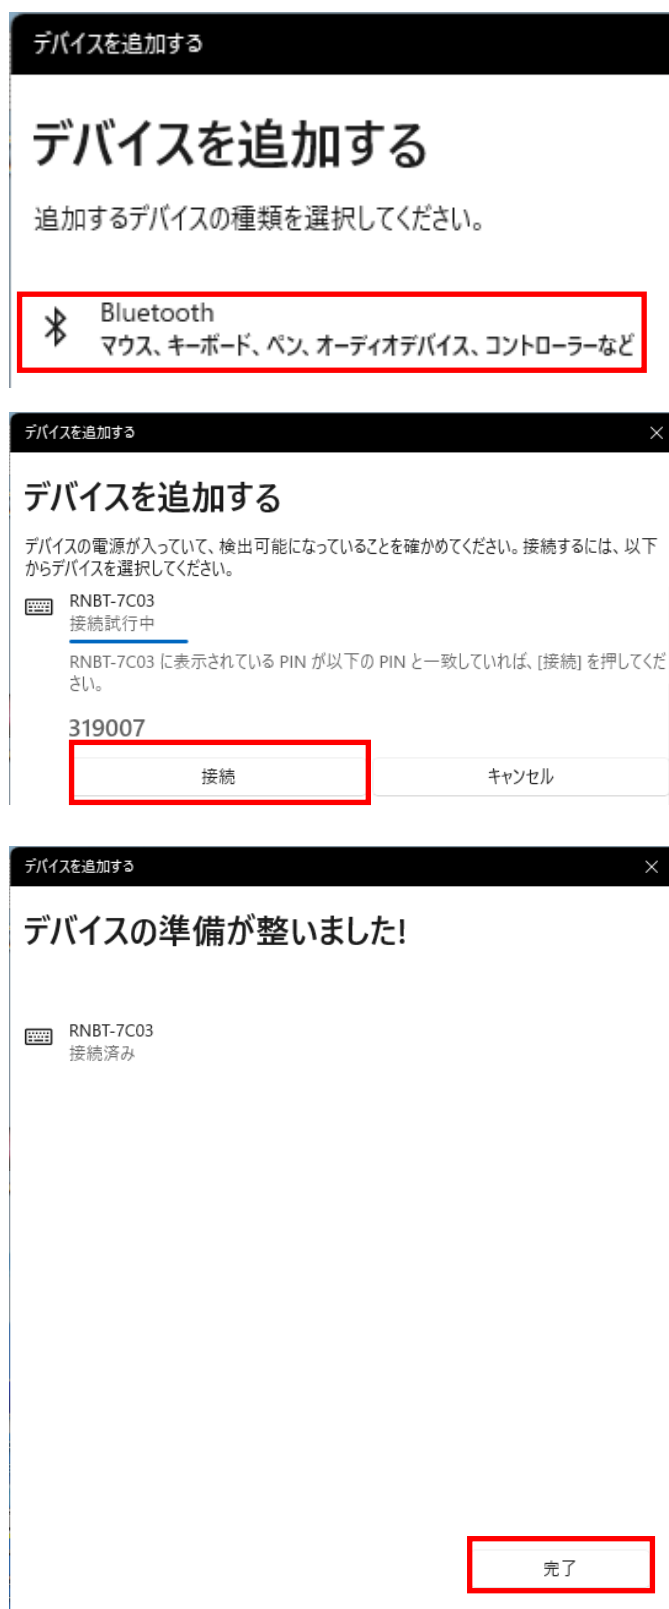 デバイスを追加する
デバイスを追加する
追加するデバイスの種類を選択してください。
Bluetooth
マウス、キーボード、ペン、オーディオデバイス、コントローラーなど
デバイスを追加する
デバイスを追加する
デバイスの電源が入っていて、検出可能になっていることを確かめてください。接続するには、以下
からデバイスを選択してください。
RNBT-7C03
接続試行中
RNBT-7C03 に表示されている PIN が以下の PIN と一致していれば、[接続] を押してくだ
さい。
319007
接続 キャンセル
デバイスを追加する
デバイスの準備が整いました!
RNBT-7C03
接続済み
完了